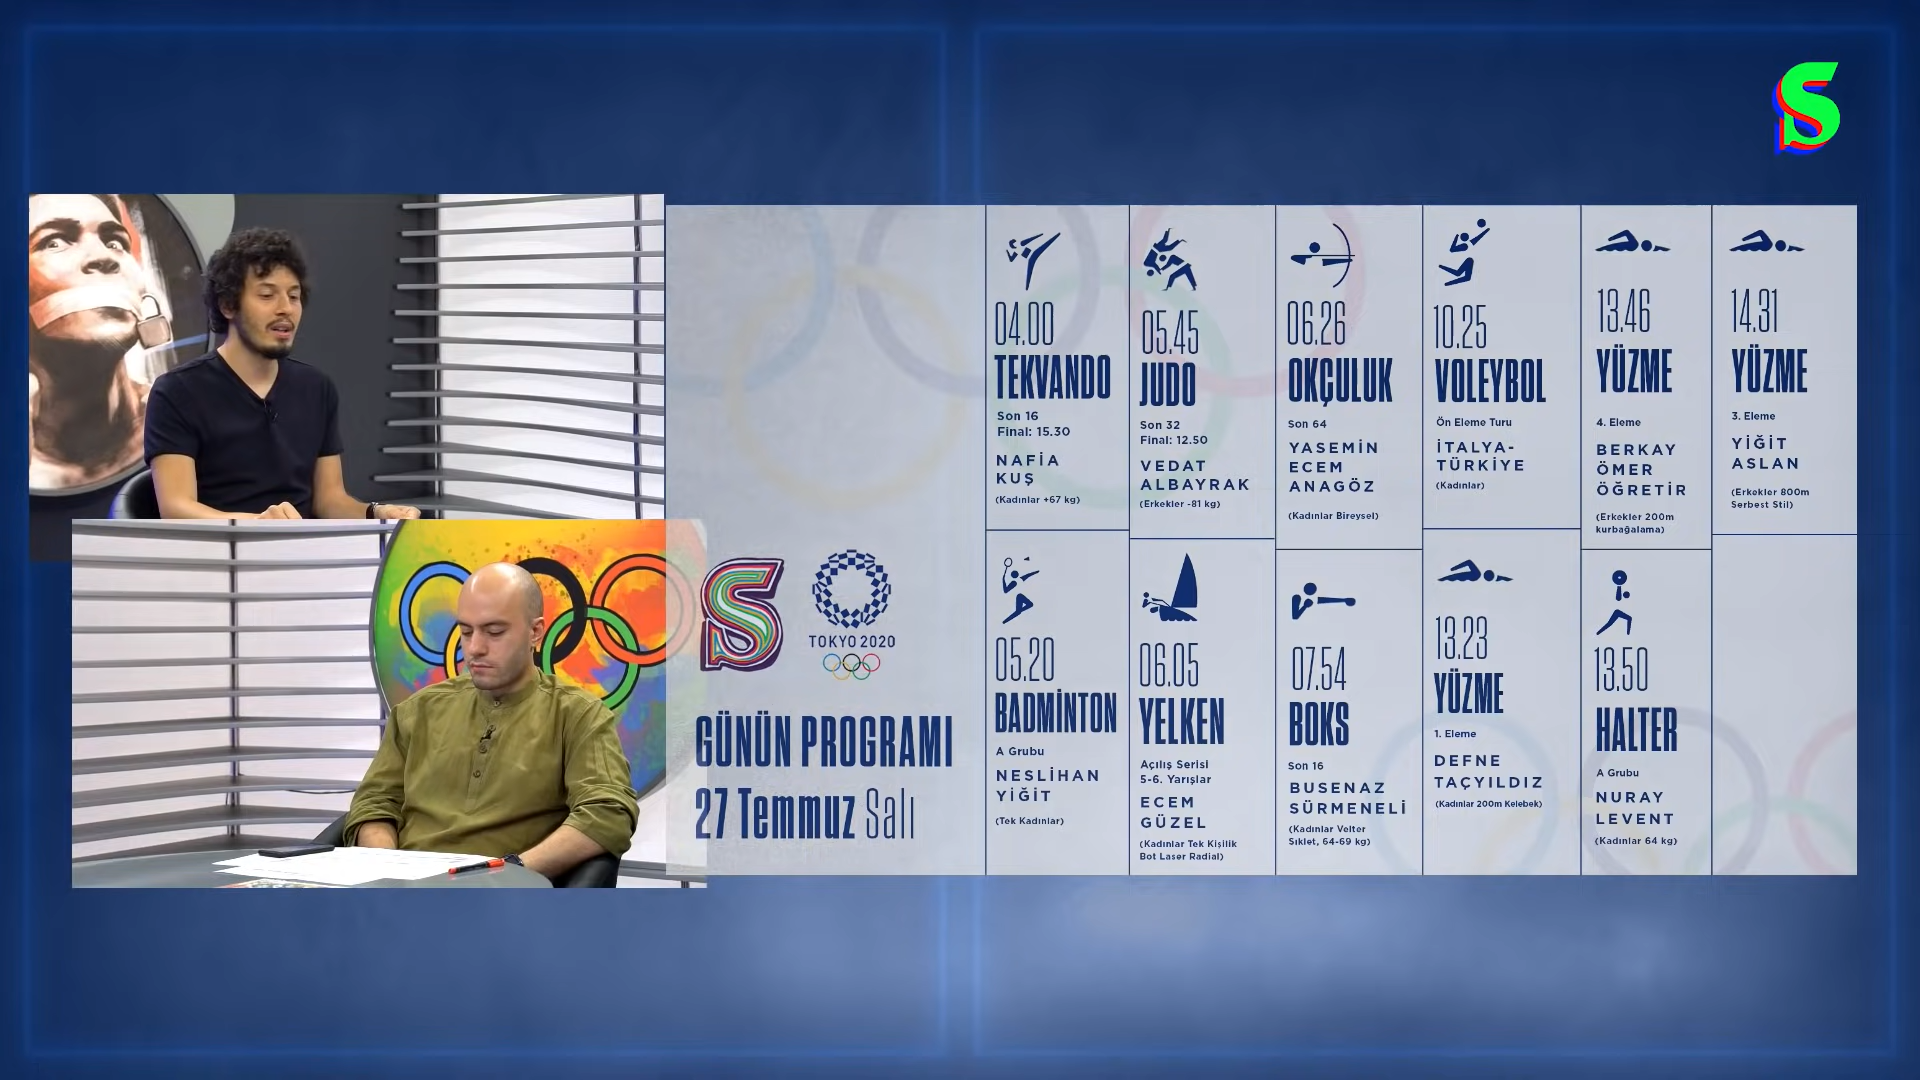 S
04.00
TEKVANDO
Son 16
Final: 15.30
NAFİA
KUŞ
(Kadınlar +67 kg)
05.45
JUDO
Son 32
Final: 12.50
VEDAT
ALBAYRAK
(Erkekler -81 kg)
06.26
OKÇULUK
Son 64
YASEMİN
ECEM
ANAGÖZ
(Kadınlar Bireysel)
10.25
VOLEYBOL
Ön Eleme Turu
İTALYA-
TÜRKİYE
(Kadınlar)
13.46
YÜZME
4. Eleme
BERKAY
ÖMER
ÖĞRETİR
(Erkekler 200m
kurbağalama)
14.31
YÜZME
3. Eleme
YİĞİT
ASLAN
(Erkekler 800m
Serbest Stil)
S
TOKYO 2020
GÜNÜN PROGRAMI
27 Temmuz Salı
05.20
BADMİNTON
A Grubu
NESLİHAN
YİĞİT
(Tek Kadınlar)
06.05
YELKEN
Açılış Serisi
5-6. Yarışlar
ECEM
GÜZEL
(Kadınlar Tek Kişilik
Bot Laser Radial)
07.54
BOKS
Son 16
BUSENAZ
SÜRMENELİ
(Kadınlar Velter
Sıklet, 64-69 kg)
13.23
YÜZME
1. Eleme
DEFNE
TAÇYILDIZ
(Kadınlar 200m Kelebek)
13.50
HALTER
A Grubu
NURAY
LEVENT
(Kadınlar 64 kg)